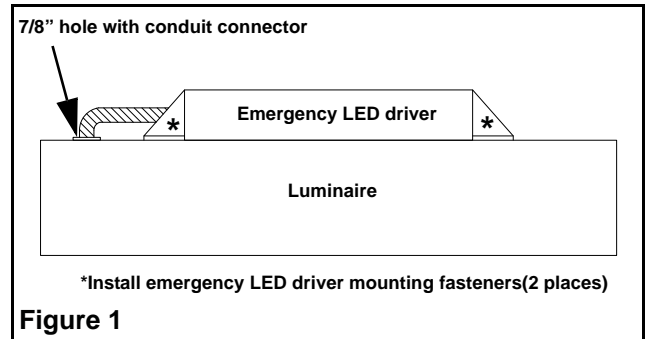 7/8” hole with conduit connector
Emergency LED driver
*
*
Luminaire
*Install emergency LED driver mounting fasteners(2 places)
Figure 1